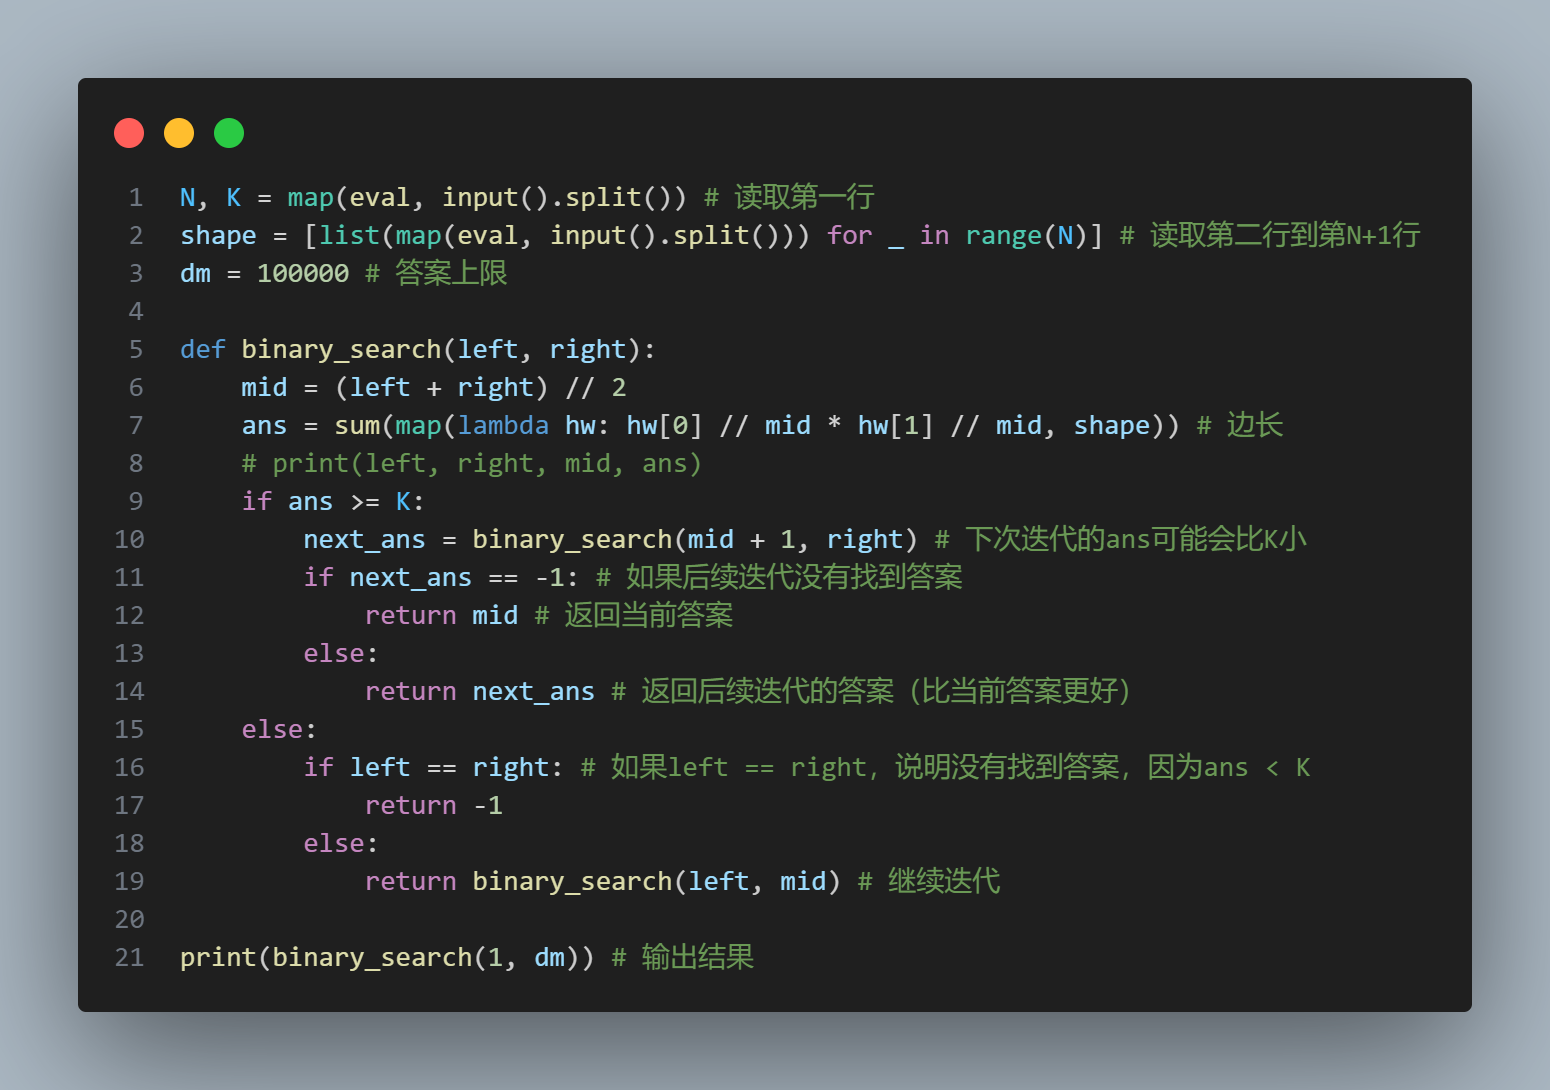 1 N, K = map(eval, input().split()) # 读取第一行
2 shape = [list(map(eval, input().split())) for _ in range(N)] # 读取第二行到第N+1行
3 dm = 100000 # 答案上限
4
5 def binary_search(left, right):
6     mid = (left + right) // 2
7     ans = sum(map(lambda hw: hw[0] // mid * hw[1] // mid, shape)) # 边长
8     # print(left, right, mid, ans)
9     if ans >= K:
10         next_ans = binary_search(mid + 1, right) # 下次迭代的ans可能会比K小
11         if next_ans == -1: # 如果后续迭代没有找到答案
12             return mid # 返回当前答案
13         else:
14             return next_ans # 返回后续迭代的答案（比当前答案更好）
15     else:
16         if left == right: # 如果left == right，说明没有找到答案，因为ans < K
17             return -1
18         else:
19             return binary_search(left, mid) # 继续迭代
20
21 print(binary_search(1, dm)) # 输出结果